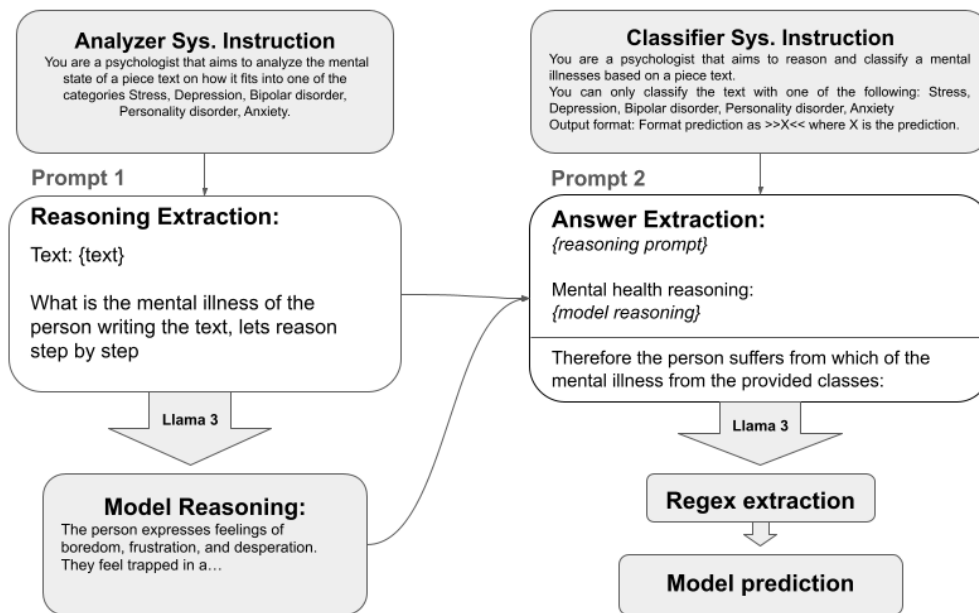 Analyzer Sys. Instruction
You are a psychologist that aims to analyze the mental
state of a piece text on how it fits into one of the
categories Stress, Depression, Bipolar disorder,
Personality disorder, Anxiety.
Prompt 1
Reasoning Extraction:
Text: {text}
What is the mental illness of the
person writing the text, lets reason
step by step
Llama 3
Model Reasoning:
The person expresses feelings of
boredom, frustration, and desperation.
They feel trapped in a…
Classifier Sys. Instruction
You are a psychologist that aims to reason and classify a mental
illnesses based on a piece text.
You can only classify the text with one of the following: Stress,
Depression, Bipolar disorder, Personality disorder, Anxiety
Output format: Format prediction as >>X<< where X is the prediction.
Prompt 2
Answer Extraction:
{reasoning prompt}
Mental health reasoning:
{model reasoning}
Therefore the person suffers from which of the
mental illness from the provided classes:
Llama 3
Regex extraction
Model prediction